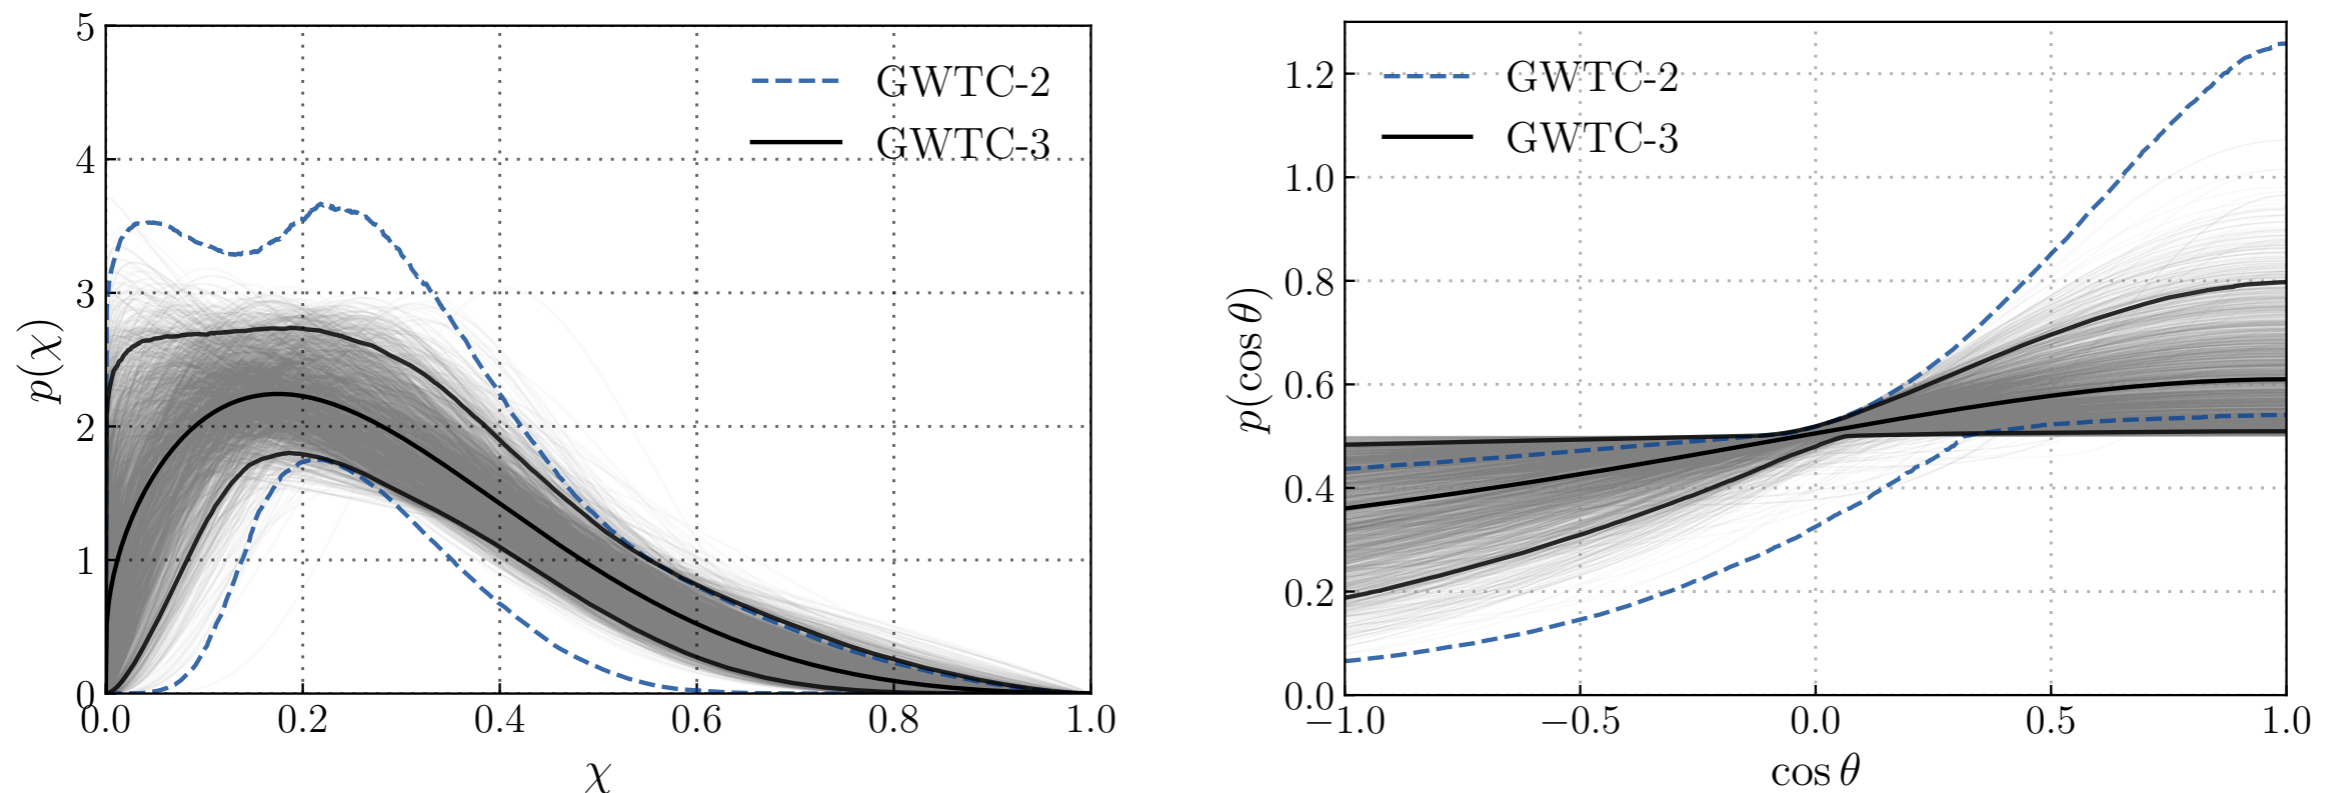 5
4
3
2
1
0
0.0 0.2 0.4 0.6 0.8 1.0
p(χ)
χ
GWTC-2
GWTC-3
1.2
1.0
0.8
0.6
0.4
0.2
0.0
−1.0 −0.5 0.0 0.5 1.0
p(cos θ)
cos θ
GWTC-2
GWTC-3